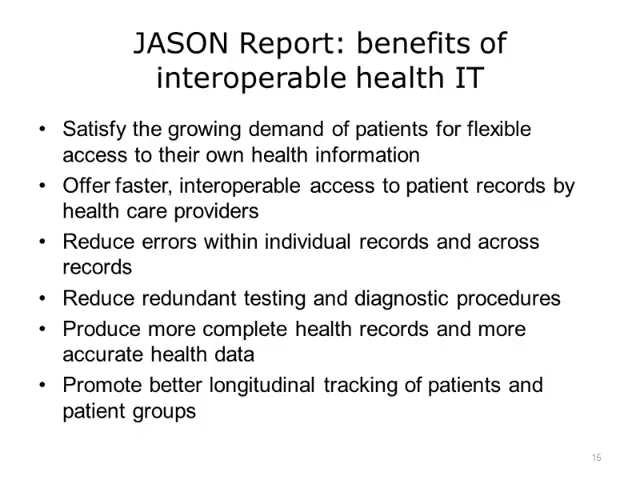 JASON Report: benefits of
interoperable health IT
• Satisfy the growing demand of patients for flexible
access to their own health information
• Offer faster, interoperable access to patient records by
health care providers
• Reduce errors within individual records and across
records
• Reduce redundant testing and diagnostic procedures
• Produce more complete health records and more
accurate health data
• Promote better longitudinal tracking of patients and
patient groups
15